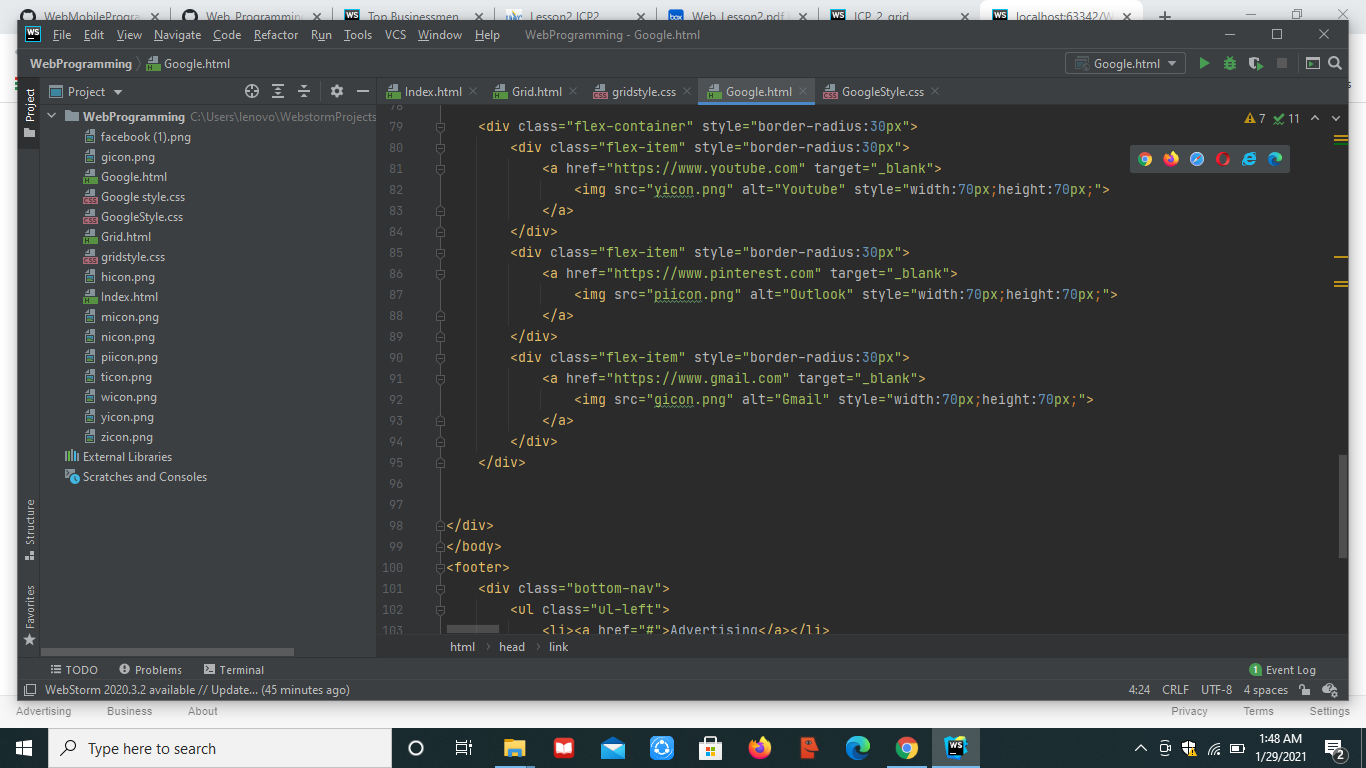 WebMobileProgra
Web_Programmin
Top Businessmen
Lesson2 ICP2
Web_Lesson2.pdf
ICP_2_grid
localhost:63342/W
File Edit View Navigate Code Refactor Run Tools VCS Window Help WebProgramming - Google.html
WebProgramming Google.html
Google.html
Project
Index.html Grid.html gridstyle.css Google.html GoogleStyle.css
Project
WebProgramming C:\Users\lenovo\WebstormProjects
facebook (1).png
gicon.png
Google.html
Google style.css
GoogleStyle.css
Grid.html
gridstyle.css
hicon.png
Index.html
micon.png
nicon.png
piicon.png
ticon.png
wicon.png
yicon.png
zicon.png
External Libraries
Scratches and Consoles
Structure
Favorites
78
79 <div class="flex-container" style="border-radius:30px">
7 11
80 <div class="flex-item" style="border-radius:30px">
81 <a href="https://www.youtube.com" target="_blank">
82 <img src="yicon.png" alt="Youtube" style="width:70px;height:70px;">
83 </a>
84 </div>
85 <div class="flex-item" style="border-radius:30px">
86 <a href="https://www.pinterest.com" target="_blank">
87 <img src="piicon.png" alt="Outlook" style="width:70px;height:70px;">
88 </a>
89 </div>
90 <div class="flex-item" style="border-radius:30px">
91 <a href="https://www.gmail.com" target="_blank">
92 <img src="gicon.png" alt="Gmail" style="width:70px;height:70px;">
93 </a>
94 </div>
95 </div>
96
97
98 </div>
99 </body>
100 <footer>
101 <div class="bottom-nav">
102 <ul class="ul-left">
103 <li><a href="#">Advertising</a></li>
html head link
TODO Problems Terminal
1 Event Log
WebStorm 2020.3.2 available // Update... (45 minutes ago)
4:24 CRLF UTF-8 4 spaces
Advertising Business About
Privacy Terms Settings
Type here to search
1:48 AM
1/29/2021
2